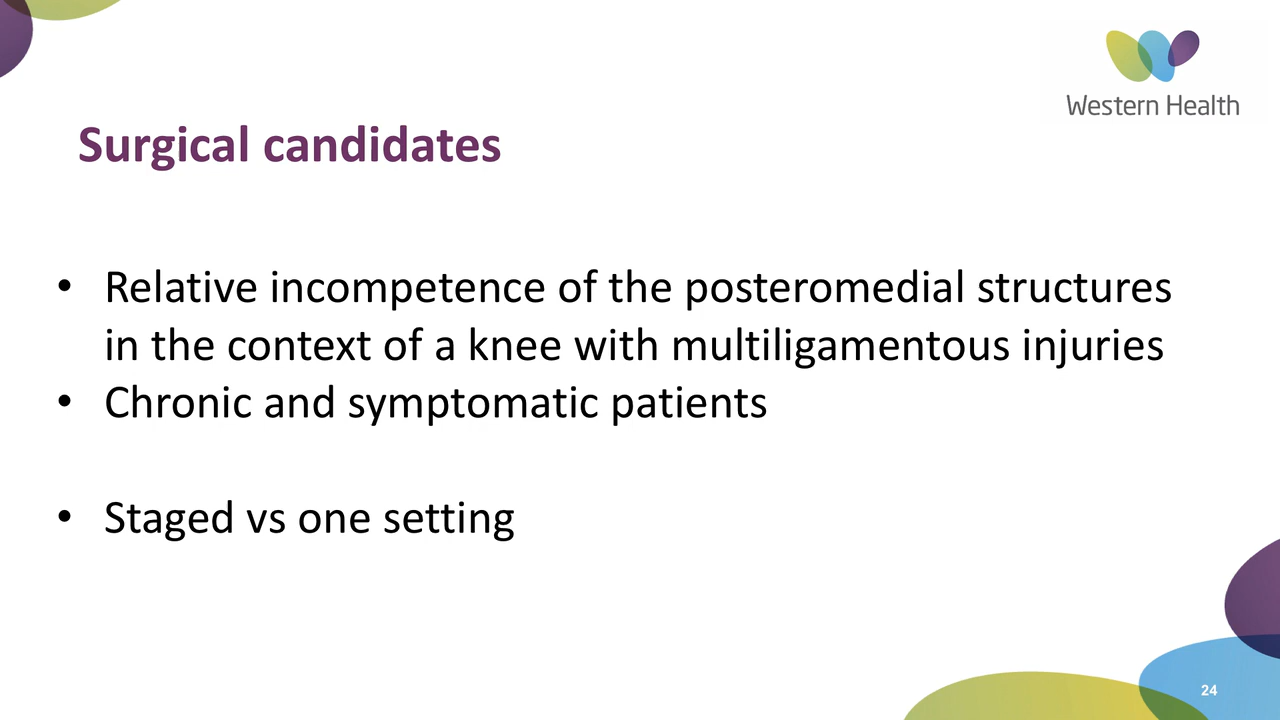 Western Health
Surgical candidates
• Relative incompetence of the posteromedial structures
in the context of a knee with multiligamentous injuries
• Chronic and symptomatic patients
• Staged vs one setting
24